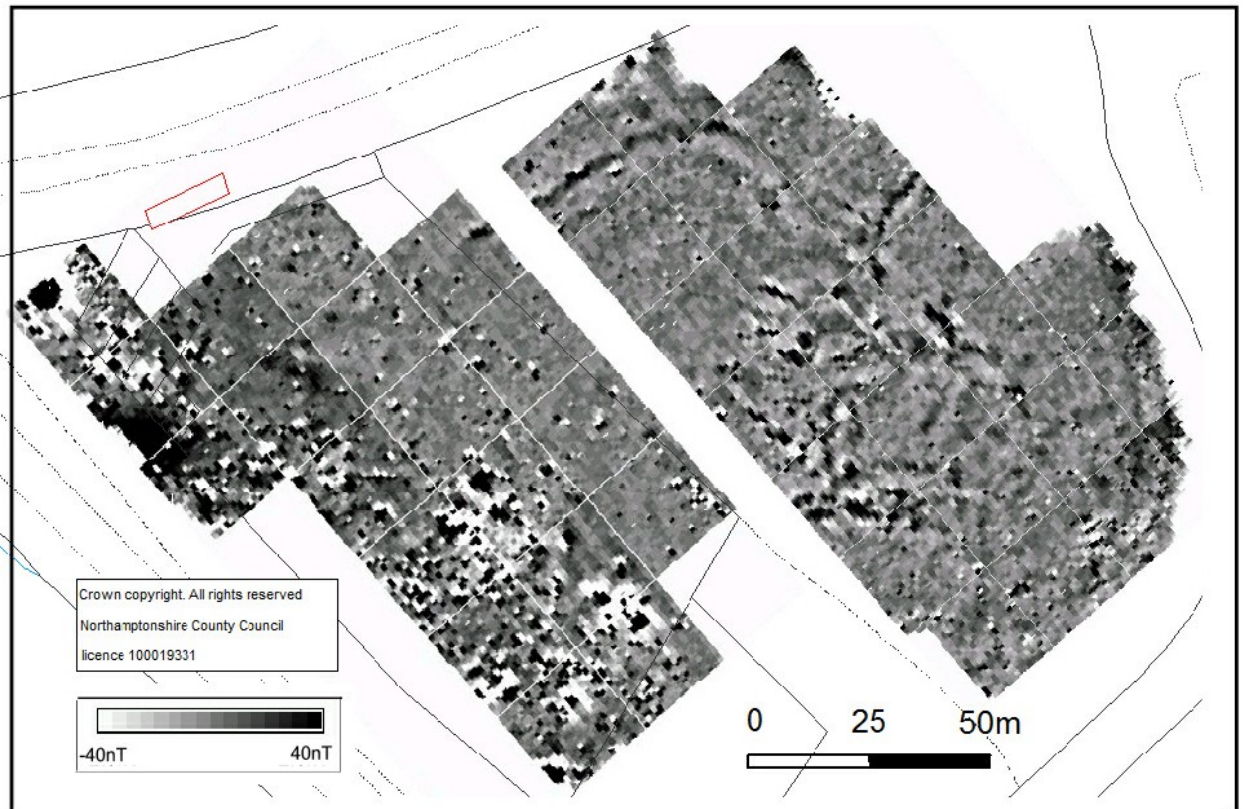 Crown copyright. All rights reserved
Northamptonshire County Council
licence 100019331
-40nT 40nT
0 25 50m